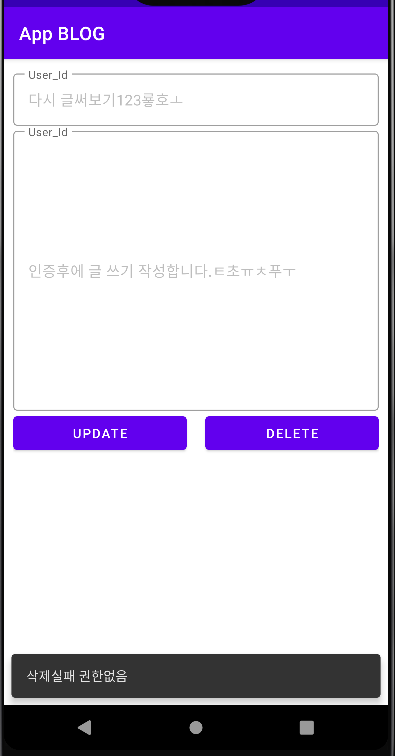 App BLOG
User_Id
다시 글써보기123뢓호ㅗ
User_Id
인증후에 글 쓰기 작성합니다.ㅌ초ㅠㅊ푸ㅜ
UPDATE
DELETE
삭제실패 권한없음